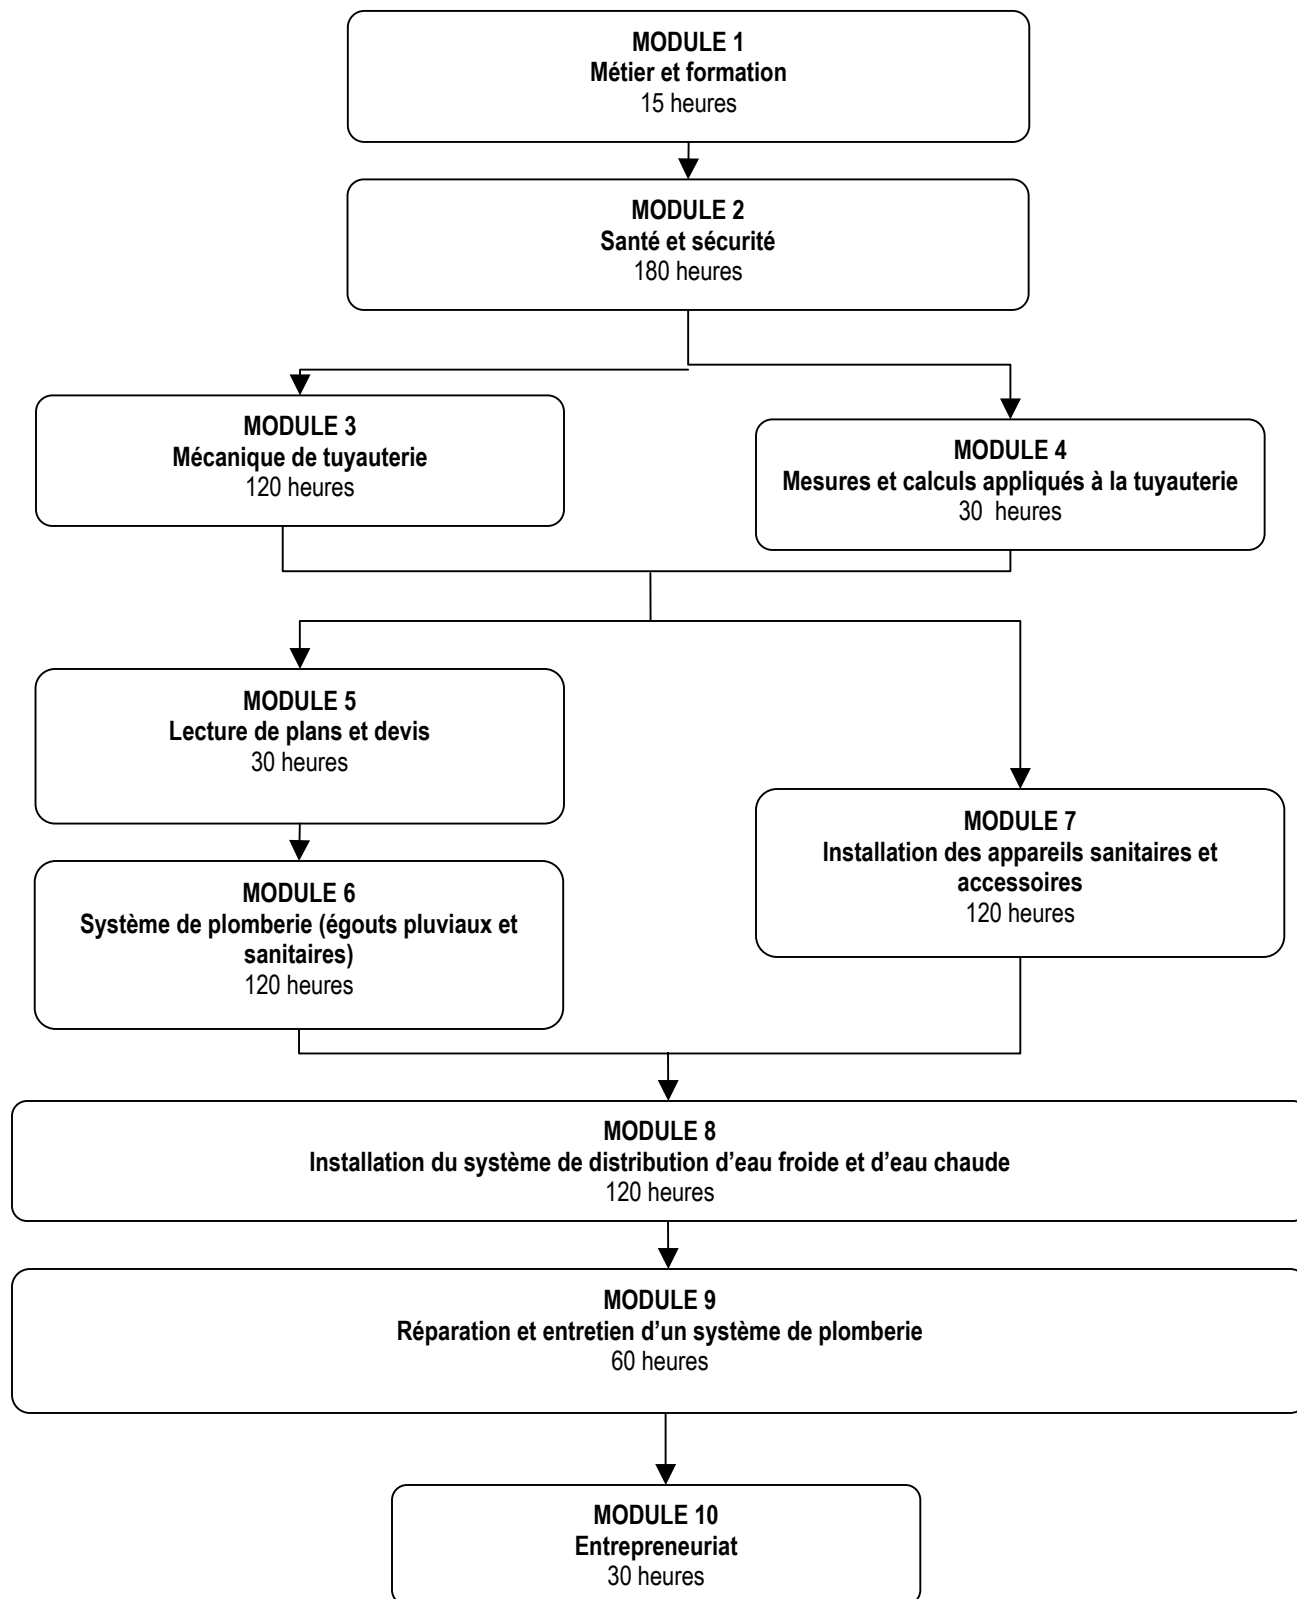 MODULE 1
Métier et formation
15 heures
MODULE 2
Santé et sécurité
180 heures
MODULE 3
Mécanique de tuyauterie
120 heures
MODULE 4
Mesures et calculs appliqués à la tuyauterie
30 heures
MODULE 5
Lecture de plans et devis
30 heures
MODULE 6
Système de plomberie (égouts pluviaux et
sanitaires)
120 heures
MODULE 7
Installation des appareils sanitaires et
accessoires
120 heures
MODULE 8
Installation du système de distribution d’eau froide et d’eau chaude
120 heures
MODULE 9
Réparation et entretien d’un système de plomberie
60 heures
MODULE 10
Entrepreneuriat
30 heures